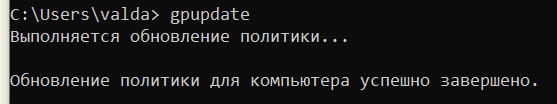 C:\Users\valda> gpupdate
Выполняется обновление политики...
Обновление политики для компьютера успешно завершено.